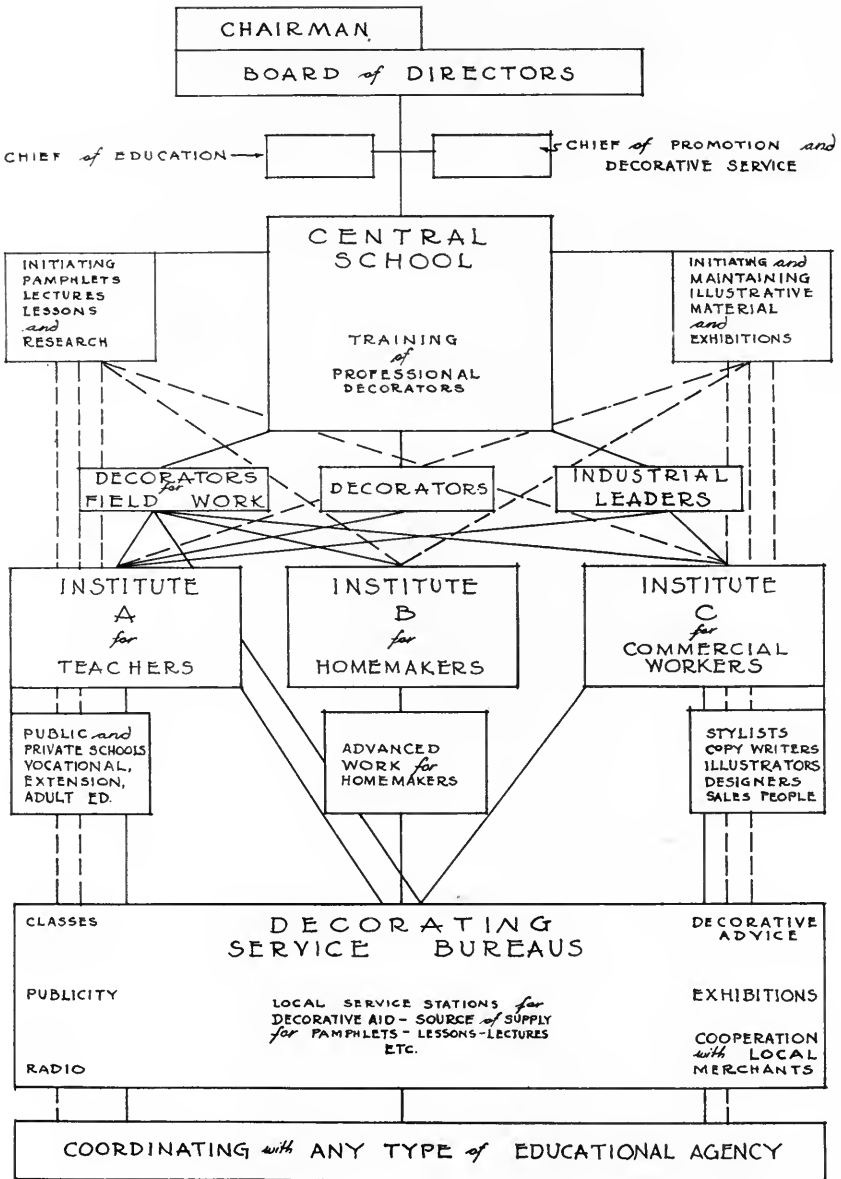 CHAIRMAN.
BOARD of DIRECTORS
CHIEF of EDUCATION
CHIEF of PROMOTION and
DECORATIVE SERVICE
CENTRAL
SCHOOL
TRAINING
of
PROFESSIONAL
DECORATORS
INITIATING
PAMPHLETS
LECTURES
LESSONS
and
RESEARCH
INITIATING and
MAINTAINING
ILLUSTRATIVE
MATERIAL
and
EXHIBITIONS
DECORATORS
for
FIELD WORK
DECORATORS
INDUSTRIAL
LEADERS
INSTITUTE
A
for
TEACHERS
INSTITUTE
B
for
HOMEMAKERS
INSTITUTE
C
for
COMMERCIAL
WORKERS
PUBLIC and
PRIVATE SCHOOLS
VOCATIONAL,
EXTENSION,
ADULT ED.
ADVANCED
WORK for
HOMEMAKERS
STYLISTS
COPY WRITERS
ILLUSTRATORS
DESIGNERS
SALES PEOPLE
DECORATING
SERVICE BUREAUS
CLASSES
PUBLICITY
RADIO
LOCAL SERVICE STATIONS for
DECORATIVE AID - SOURCE of SUPPLY
for PAMPHLETS - LESSONS - LECTURES
ETC.
DECORATIVE
ADVICE
EXHIBITIONS
COOPERATION
with LOCAL
MERCHANTS
COORDINATING with ANY TYPE of EDUCATIONAL AGENCY